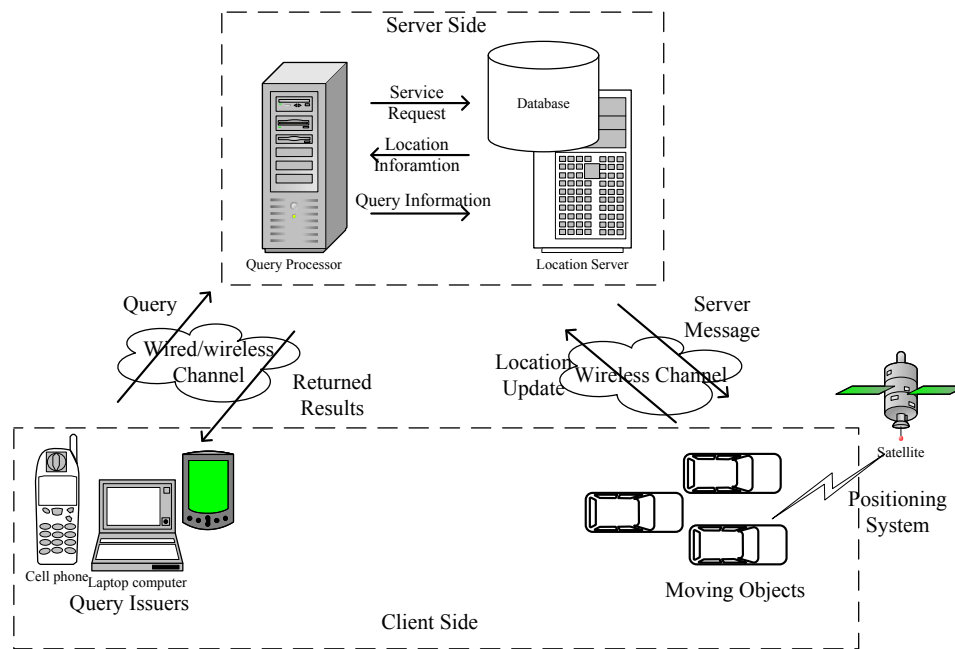 Server Side
Service
Request
Database
Location
Inforamtion
Query Information
Query Processor
Location Server
Query
Wired/wireless
Channel
Returned
Results
Server
Message
Location
Update
Wireless Channel
Satellite
Positioning
System
Cell phone
Laptop computer
Query Issuers
Moving Objects
Client Side